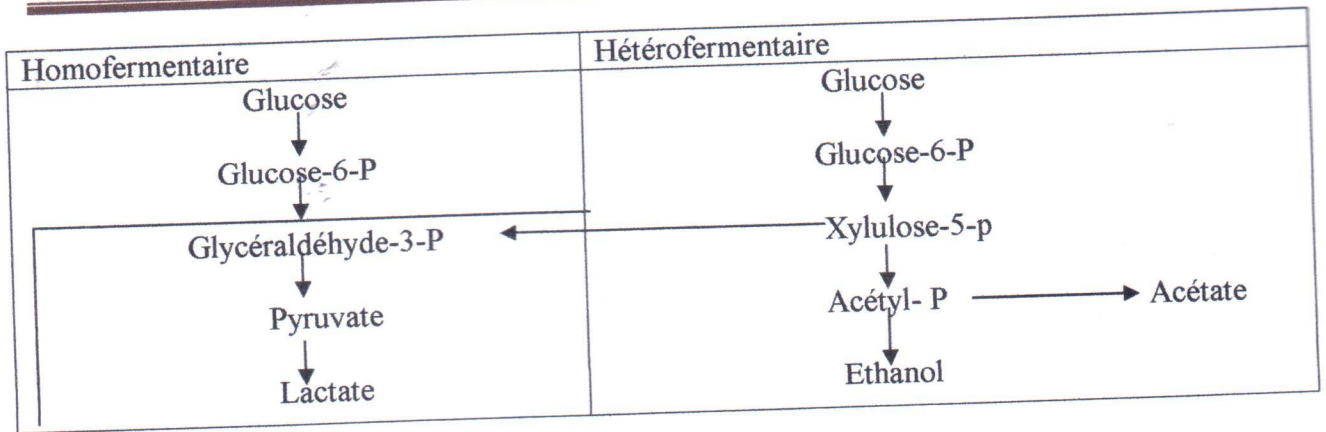 Homofermentaire
Glucose
Glucose-6-P
Glycéraldéhyde-3-P
Pyruvate
Lactate
Hétérofermentaire
Glucose
Glucose-6-P
Xylulose-5-p
Acétyl- P
Acétate
Ethanol